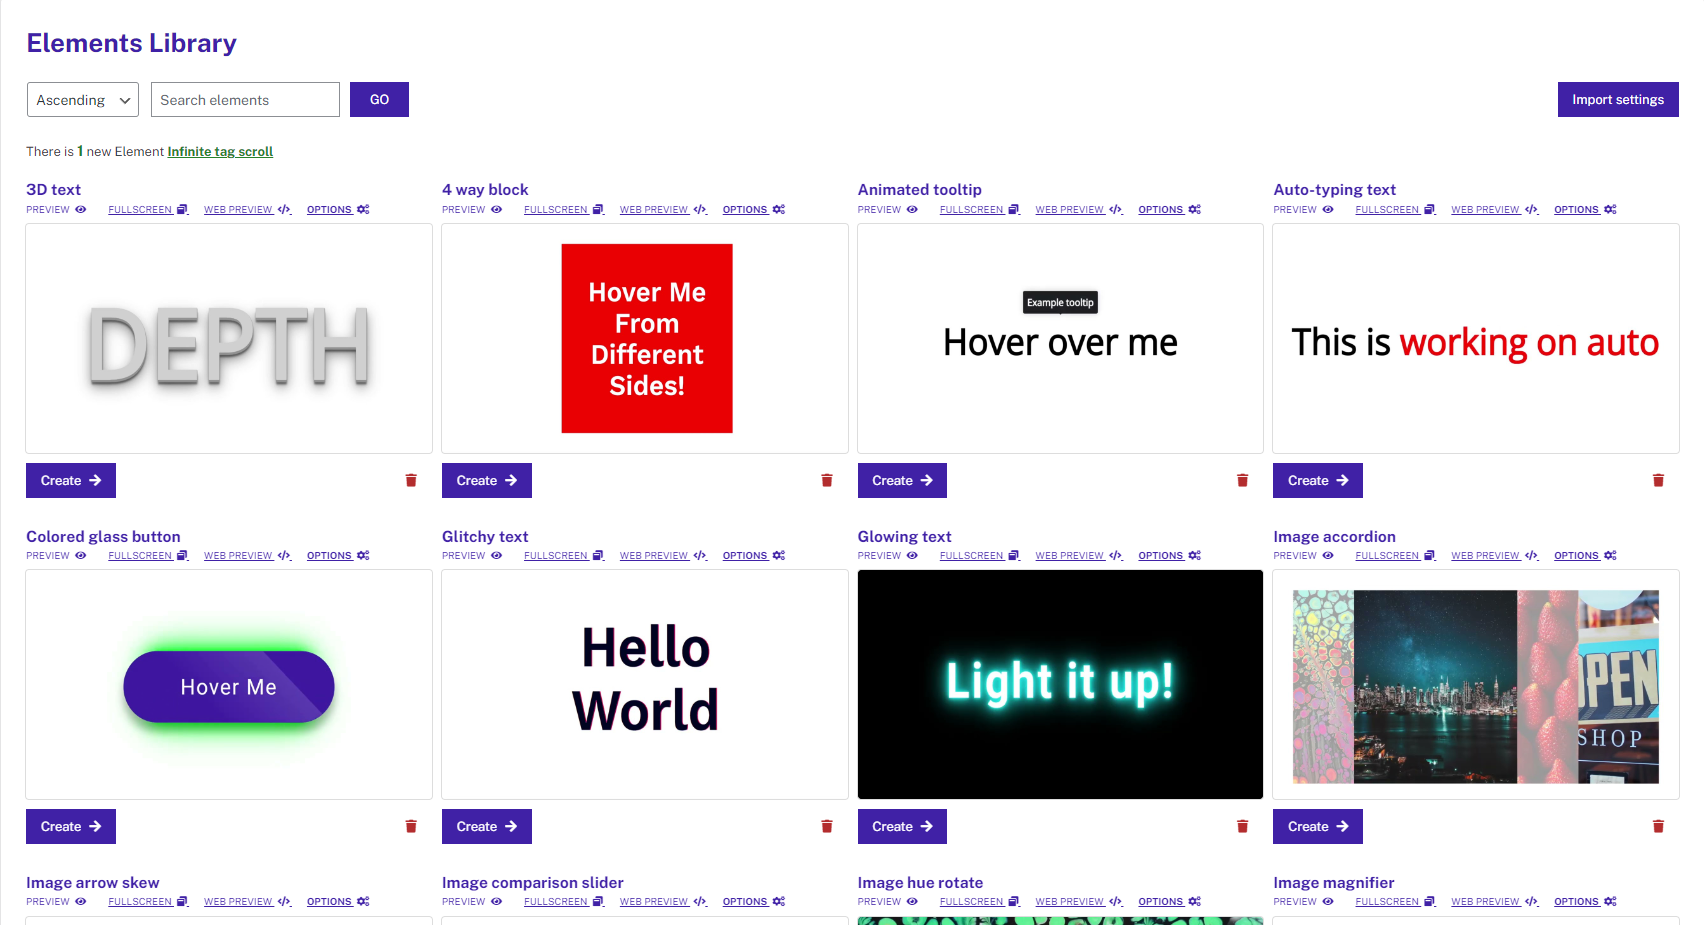 Elements Library
Ascending
Search elements
GO
Import settings
There is 1 new Element Infinite tag scroll
3D text
PREVIEW FULLSCREEN WEB PREVIEW OPTIONS
DEPTH
Create
4 way block
PREVIEW FULLSCREEN WEB PREVIEW OPTIONS
Hover Me
From
Different
Sides!
Create
Animated tooltip
PREVIEW FULLSCREEN WEB PREVIEW OPTIONS
Example tooltip
Hover over me
Create
Auto-typing text
PREVIEW FULLSCREEN WEB PREVIEW OPTIONS
This is working on auto
Create
Colored glass button
PREVIEW FULLSCREEN WEB PREVIEW OPTIONS
Hover Me
Create
Glitchy text
PREVIEW FULLSCREEN WEB PREVIEW OPTIONS
Hello
World
Create
Glowing text
PREVIEW FULLSCREEN WEB PREVIEW OPTIONS
Light it up!
Create
Image accordion
PREVIEW FULLSCREEN WEB PREVIEW OPTIONS
OPEN
SHOP
Create
Image arrow skew
PREVIEW FULLSCREEN WEB PREVIEW OPTIONS
Image comparison slider
PREVIEW FULLSCREEN WEB PREVIEW OPTIONS
Image hue rotate
PREVIEW FULLSCREEN WEB PREVIEW OPTIONS
Image magnifier
PREVIEW FULLSCREEN WEB PREVIEW OPTIONS